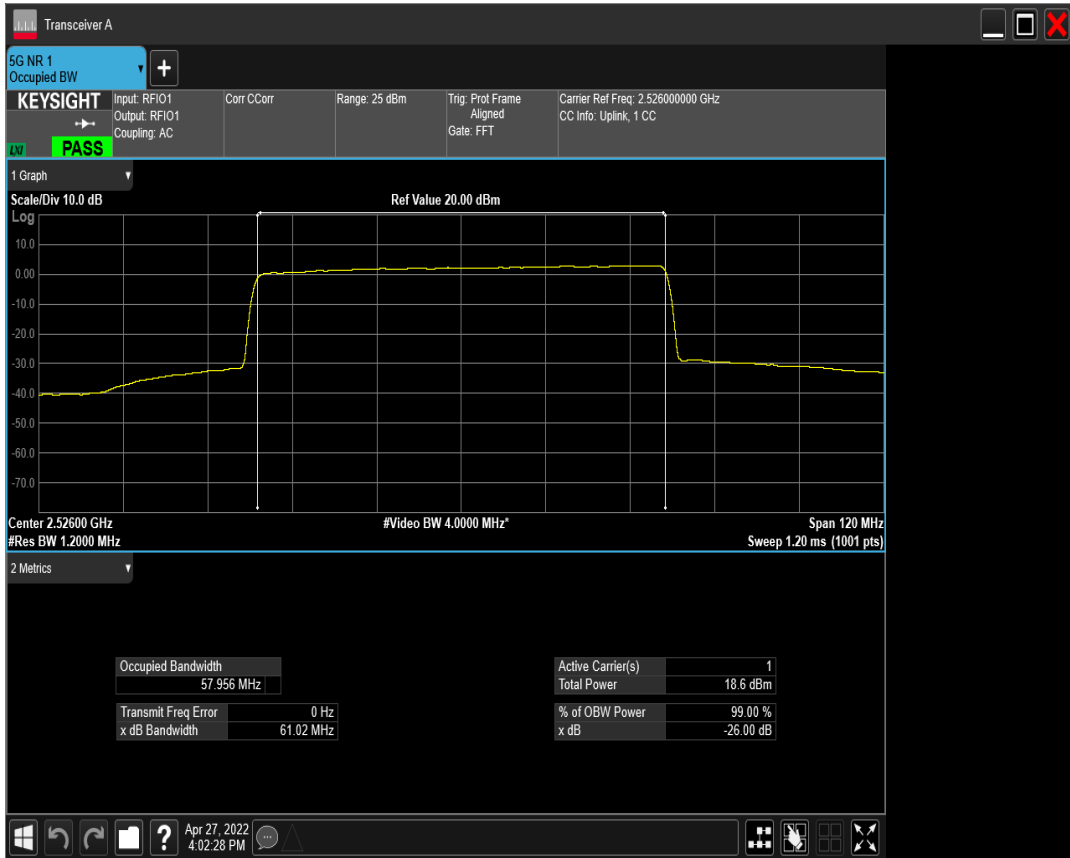 Transceiver A
5G NR 1
Occupied BW
KEYSIGHT
LXI
PASS
Input: RFIO1
Output: RFIO1
Coupling: AC
Corr CCorr
Range: 25 dBm
Trig: Prot Frame
Aligned
Gate: FFT
Carrier Ref Freq: 2.526000000 GHz
CC Info: Uplink, 1 CC
1 Graph
Scale/Div 10.0 dB
Ref Value 20.00 dBm
Log
10.0
0.00
-10.0
-20.0
-30.0
-40.0
-50.0
-60.0
-70.0
Center 2.52600 GHz
#Video BW 4.0000 MHz*
Span 120 MHz
#Res BW 1.2000 MHz
Sweep 1.20 ms (1001 pts)
2 Metrics
Occupied Bandwidth
57.956 MHz
Transmit Freq Error 0 Hz
x dB Bandwidth 61.02 MHz
Active Carrier(s) 1
Total Power 18.6 dBm
% of OBW Power 99.00 %
x dB -26.00 dB
?
Apr 27, 2022
4:02:28 PM